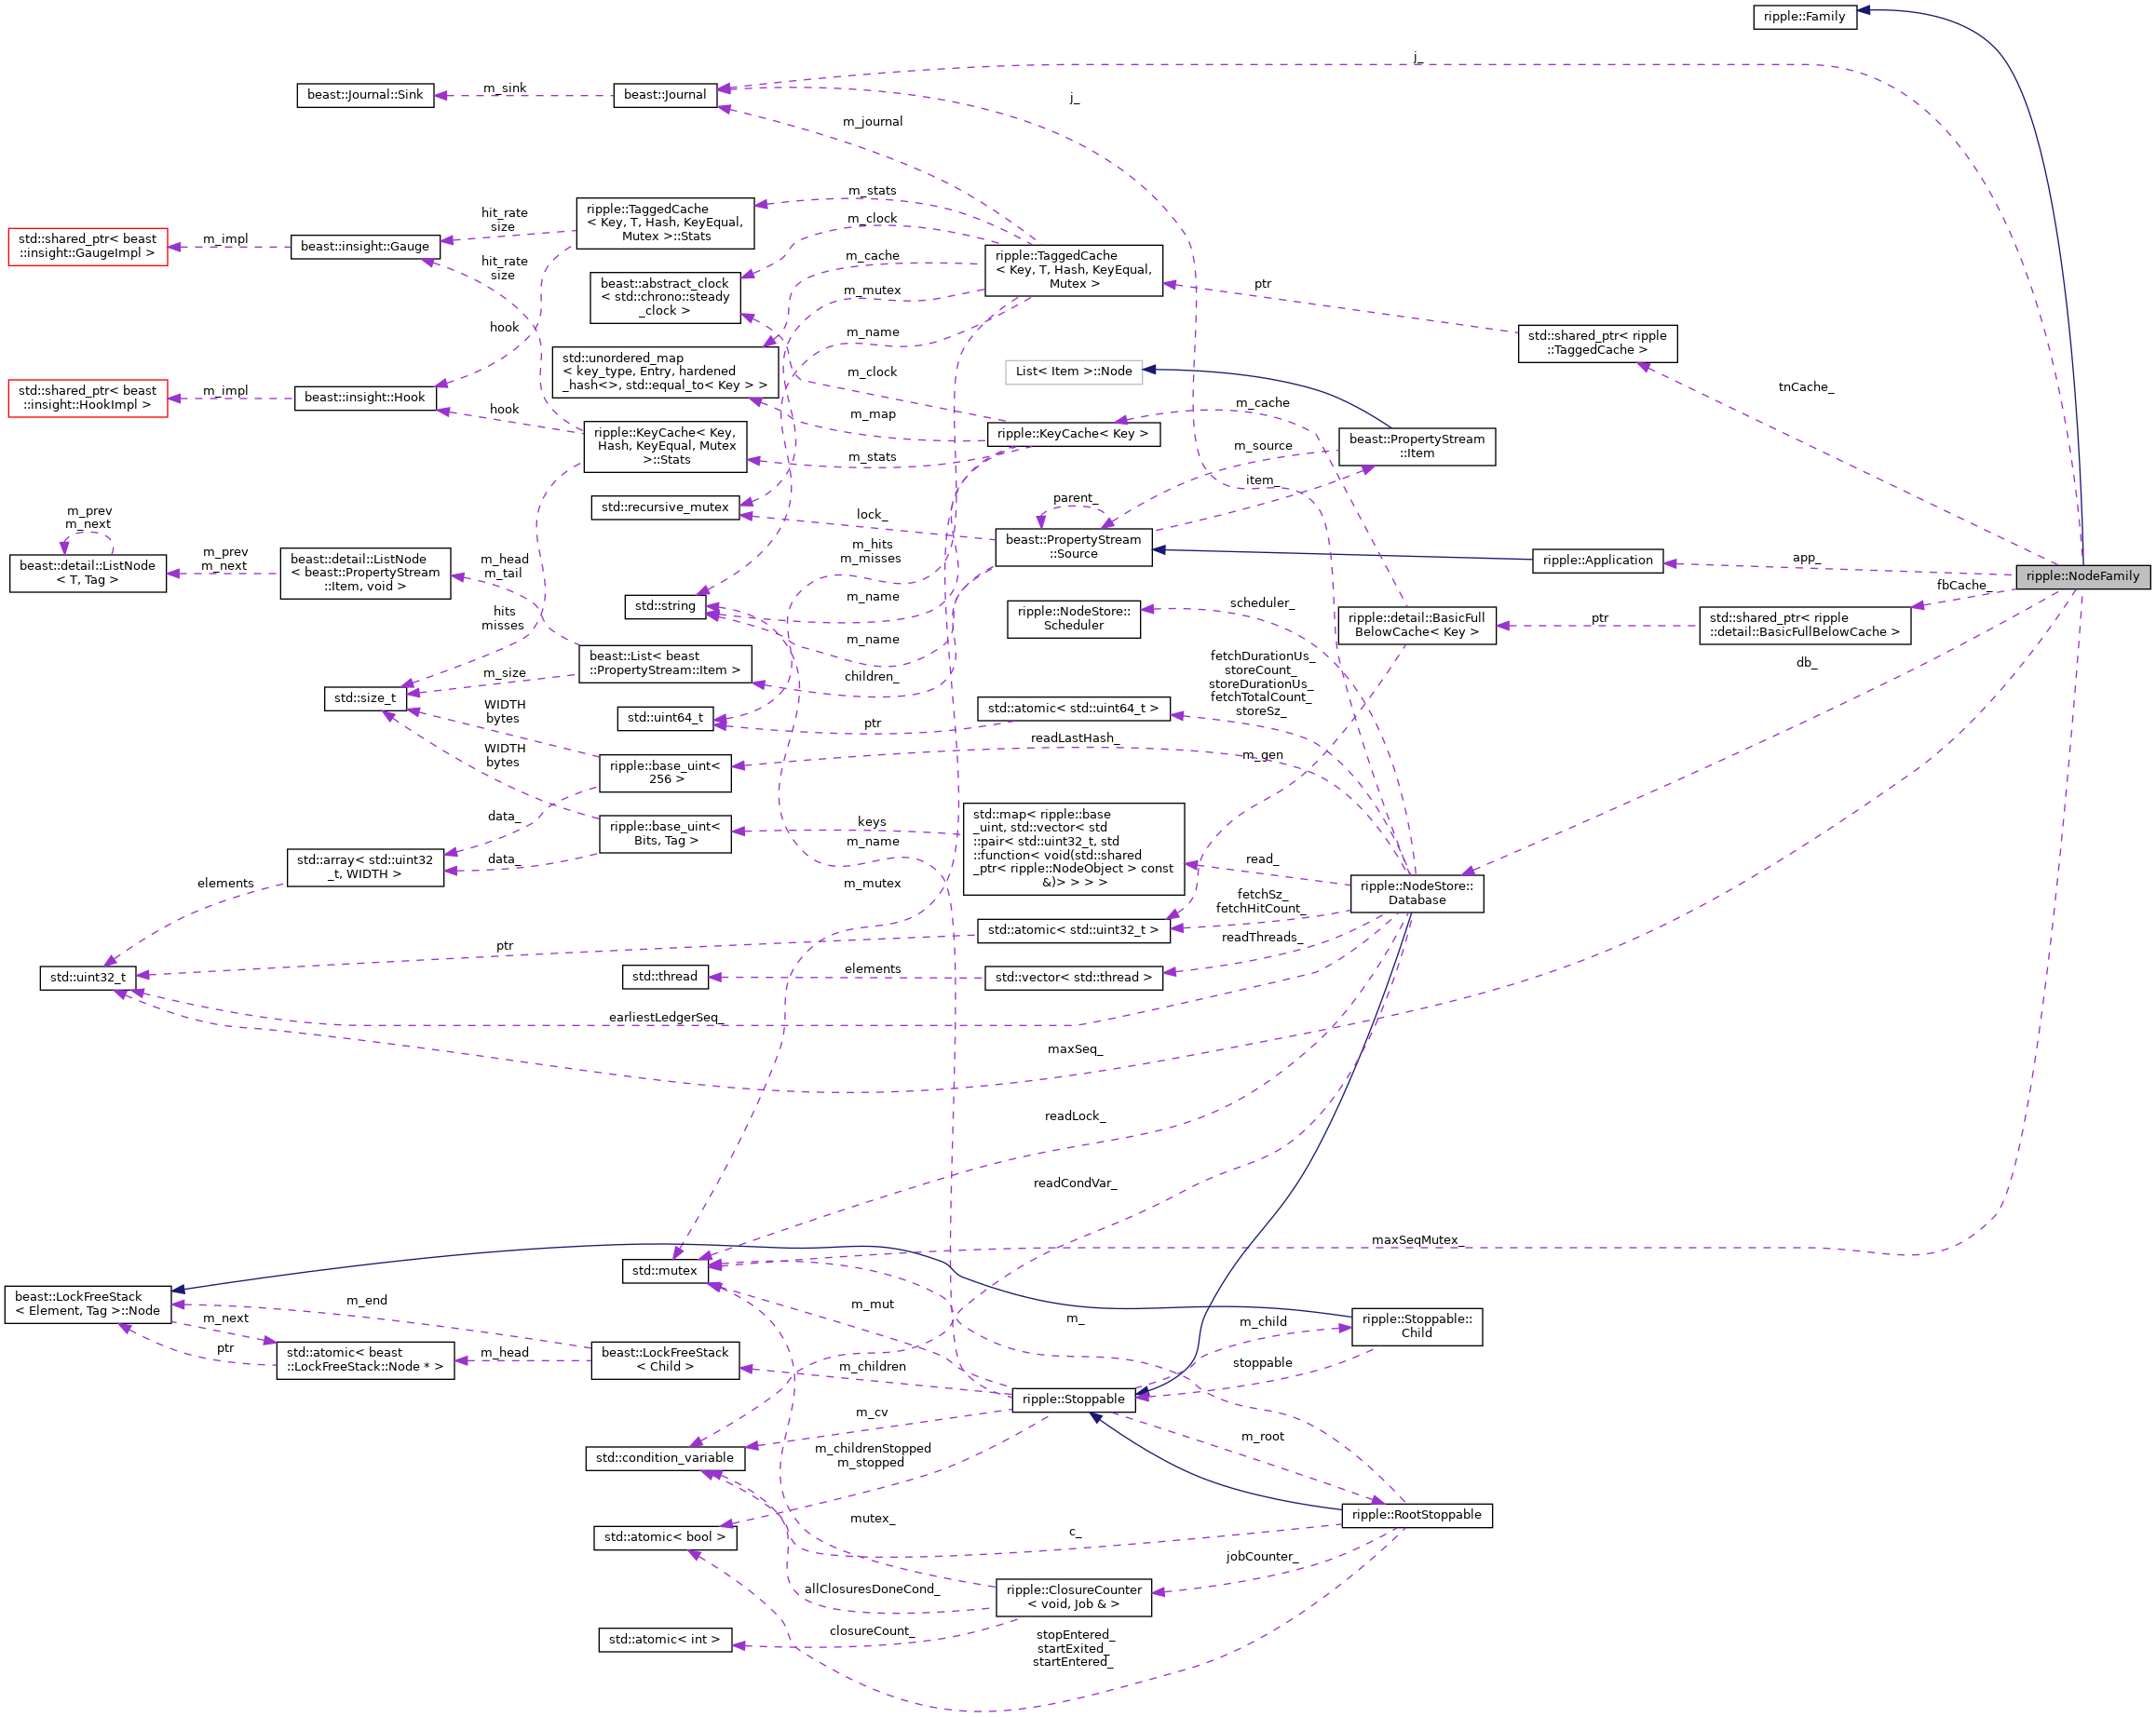 ripple::Family
j_
beast::Journal::Sink
m_sink
beast::Journal
j_
m_journal
m_stats
ripple::TaggedCache
< Key, T, Hash, KeyEqual,
Mutex >::Stats
hit_rate
size
m_clock
std::shared_ptr< beast
::insight::GaugeImpl >
m_impl
beast::insight::Gauge
m_cache
ripple::TaggedCache
< Key, T, Hash, KeyEqual,
Mutex >
hit_rate
size
beast::abstract_clock
< std::chrono::steady
_clock >
m_mutex
ptr
hook
m_name
std::shared_ptr< ripple
::TaggedCache >
std::unordered_map
< key_type, Entry, hardened
_hash<>, std::equal_to< Key > >
m_clock
List< Item >::Node
tnCache_
std::shared_ptr< beast
::insight::HookImpl >
m_impl
beast::insight::Hook
hook
m_map
m_cache
ripple::KeyCache< Key,
Hash, KeyEqual, Mutex
>::Stats
ripple::KeyCache< Key >
m_source
beast::PropertyStream
::Item
m_stats
item_
parent_
std::recursive_mutex
lock_
m_prev
m_next
beast::PropertyStream
::Source
m_hits
m_misses
m_prev
m_next
beast::detail::ListNode
< beast::PropertyStream
::Item, void >
m_head
m_tail
ripple::Application
app_
beast::detail::ListNode
< T, Tag >
ripple::NodeFamily
fbCache_
hits
misses
std::string
m_name
ripple::NodeStore::
Scheduler
scheduler_
ripple::detail::BasicFull
BelowCache< Key >
ptr
std::shared_ptr< ripple
::detail::BasicFullBelowCache >
m_name
beast::List< beast
::PropertyStream::Item >
m_size
children_
fetchDurationUs_
storeCount_
storeDurationUs_
fetchTotalCount_
storeSz_
db_
std::size_t
WIDTH
bytes
std::uint64_t
ptr
std::atomic< std::uint64_t >
readLastHash_
m_gen
WIDTH
bytes
ripple::base_uint<
256 >
data_
keys
ripple::base_uint<
Bits, Tag >
std::map< ripple::base
_uint, std::vector< std
::pair< std::uint32_t, std
::function< void(std::shared
_ptr< ripple::NodeObject > const
&)> > > >
m_name
data_
read_
std::array< std::uint32
_t, WIDTH >
elements
m_mutex
ripple::NodeStore::
Database
fetchSz_
fetchHitCount_
std::atomic< std::uint32_t >
ptr
readThreads_
std::uint32_t
std::thread
elements
std::vector< std::thread >
earliestLedgerSeq_
maxSeq_
readLock_
readCondVar_
maxSeqMutex_
std::mutex
beast::LockFreeStack
< Element, Tag >::Node
m_end
m_mut
m_
m_next
m_child
ripple::Stoppable::
Child
ptr
std::atomic< beast
::LockFreeStack::Node * >
m_head
beast::LockFreeStack
< Child >
m_children
stoppable
ripple::Stoppable
m_cv
m_root
std::condition_variable
m_childrenStopped
m_stopped
mutex_
ripple::RootStoppable
std::atomic< bool >
c_
jobCounter_
allClosuresDoneCond_
ripple::ClosureCounter
< void, Job & >
std::atomic< int >
closureCount_
stopEntered_
startExited_
startEntered_